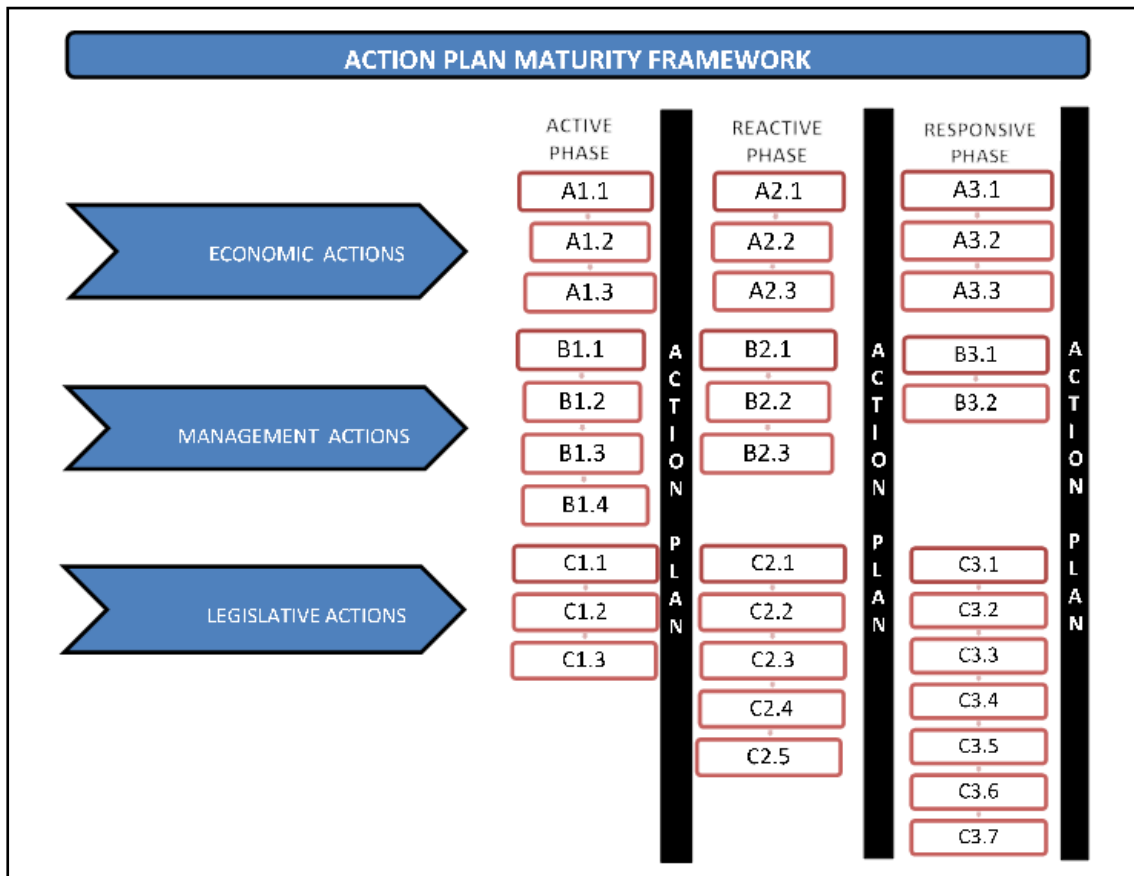 ACTION PLAN MATURITY FRAMEWORK
ACTIVE
PHASE
REACTIVE
PHASE
RESPONSIVE
PHASE
ECONOMIC ACTIONS
A1.1
A1.2
A1.3
A2.1
A2.2
A2.3
A3.1
A3.2
A3.3
MANAGEMENT ACTIONS
B1.1
B1.2
B1.3
B1.4
B2.1
B2.2
B2.3
B3.1
B3.2
LEGISLATIVE ACTIONS
C1.1
C1.2
C1.3
C2.1
C2.2
C2.3
C2.4
C2.5
C3.1
C3.2
C3.3
C3.4
C3.5
C3.6
C3.7
ACTION PLAN
ACTION PLAN
ACTION PLAN